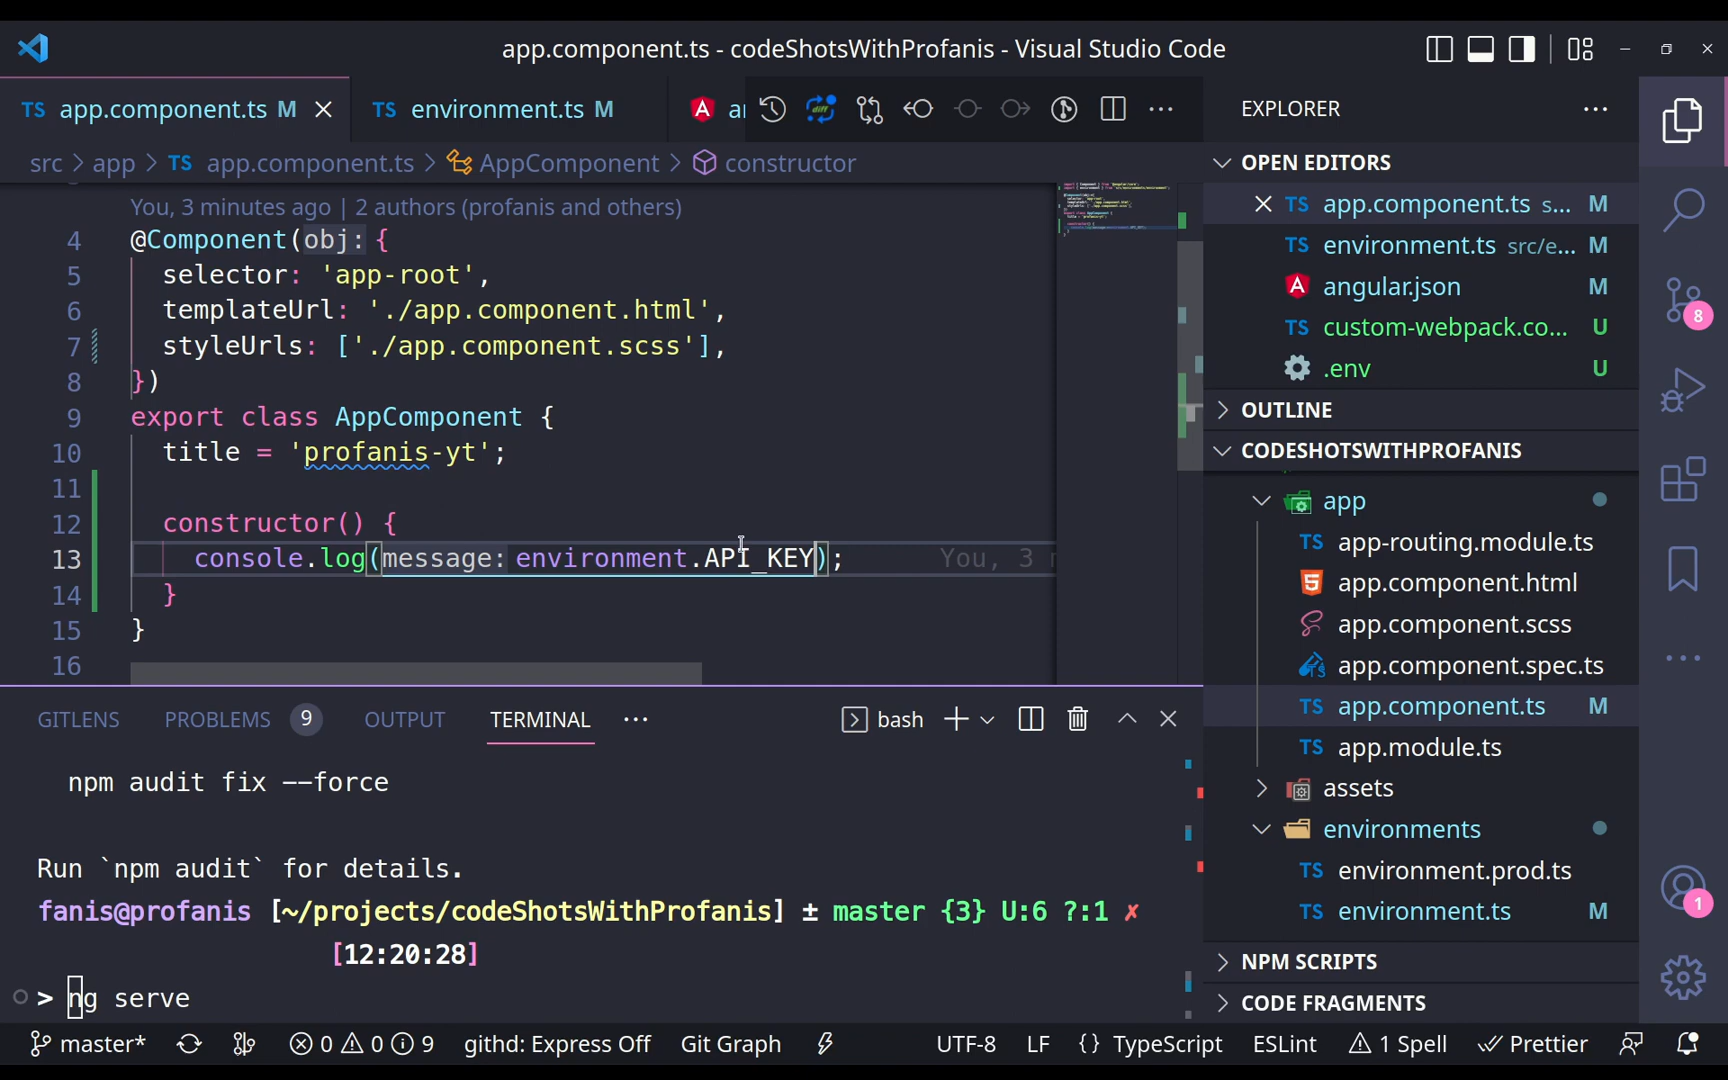 app.component.ts - codeShotsWithProfanis - Visual Studio Code
TS app.component.ts M
TS environment.ts M
src > app > TS app.component.ts > AppComponent > constructor
You, 3 minutes ago | 2 authors (profanis and others)
4 @Component(obj: {
5 selector: 'app-root',
6 templateUrl: './app.component.html',
7 styleUrls: ['./app.component.scss'],
8 })
9 export class AppComponent {
10 title = 'profanis-yt';
11
12 constructor() {
13 console.log(message: environment.API_KEY); You, 3
14 }
15 }
16
GITLENS PROBLEMS 9 OUTPUT TERMINAL ··· bash
npm audit fix --force
Run `npm audit` for details.
fanis@profanis [~/projects/codeShotsWithProfanis] ± master {3} U:6 ?:1 ✗
[12:20:28]
> ng serve
EXPLORER
OPEN EDITORS
TS app.component.ts s... M
TS environment.ts src/e... M
angular.json M
TS custom-webpack.co... U
.env U
OUTLINE
CODESHOTSWITHPROFANIS
app
TS app-routing.module.ts
app.component.html
app.component.scss
app.component.spec.ts
TS app.component.ts M
TS app.module.ts
assets
environments
TS environment.prod.ts
TS environment.ts M
NPM SCRIPTS
CODE FRAGMENTS
8
1
master* 0 0 9 githd: Express Off Git Graph UTF-8 LF {} TypeScript ESLint 1 Spell Prettier